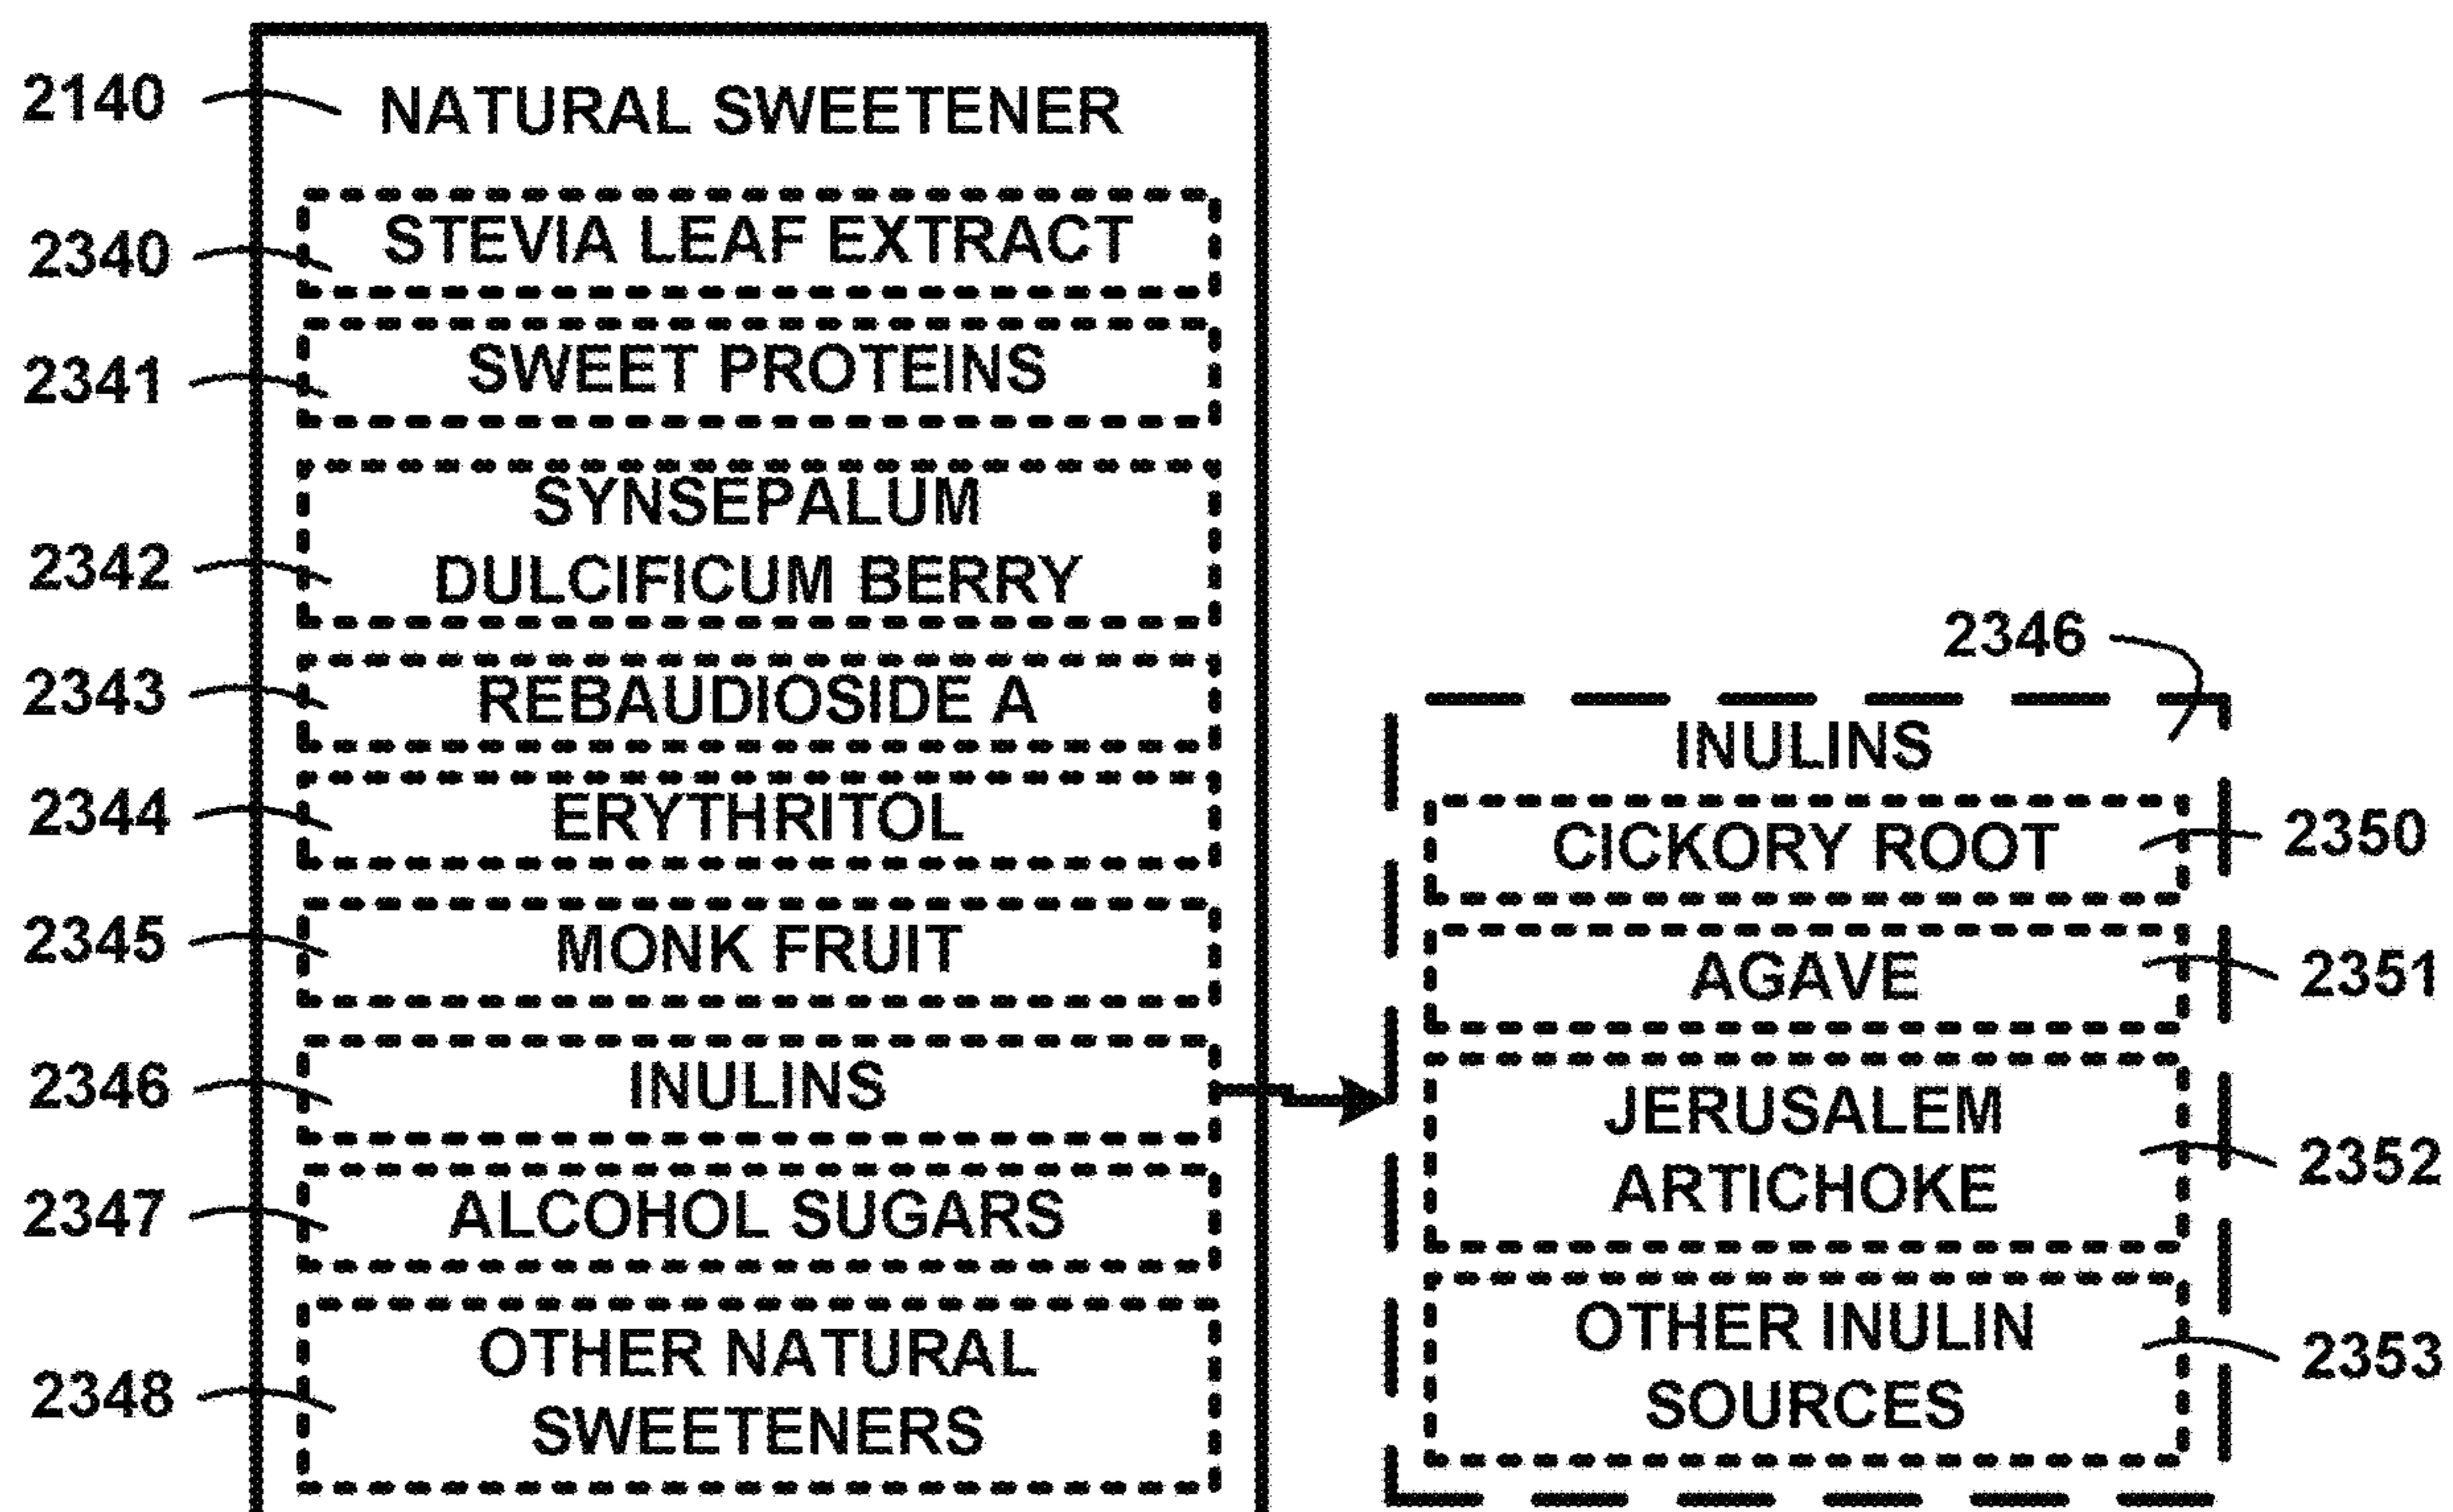 2140 NATURAL SWEETENER
2340 STEVIA LEAF EXTRACT
2341 SWEET PROTEINS
SYNSEPALUM
2342 DULCIFICUM BERRY
2343 REBAUDIOSIDE A
2344 ERYTHRITOL
2345 MONK FRUIT
2346 INULINS
2347 ALCOHOL SUGARS
OTHER NATURAL
2348 SWEETENERS
2346
INULINS
CICKORY ROOT 2350
AGAVE 2351
JERUSALEM
ARTICHOKE 2352
OTHER INULIN
SOURCES 2353